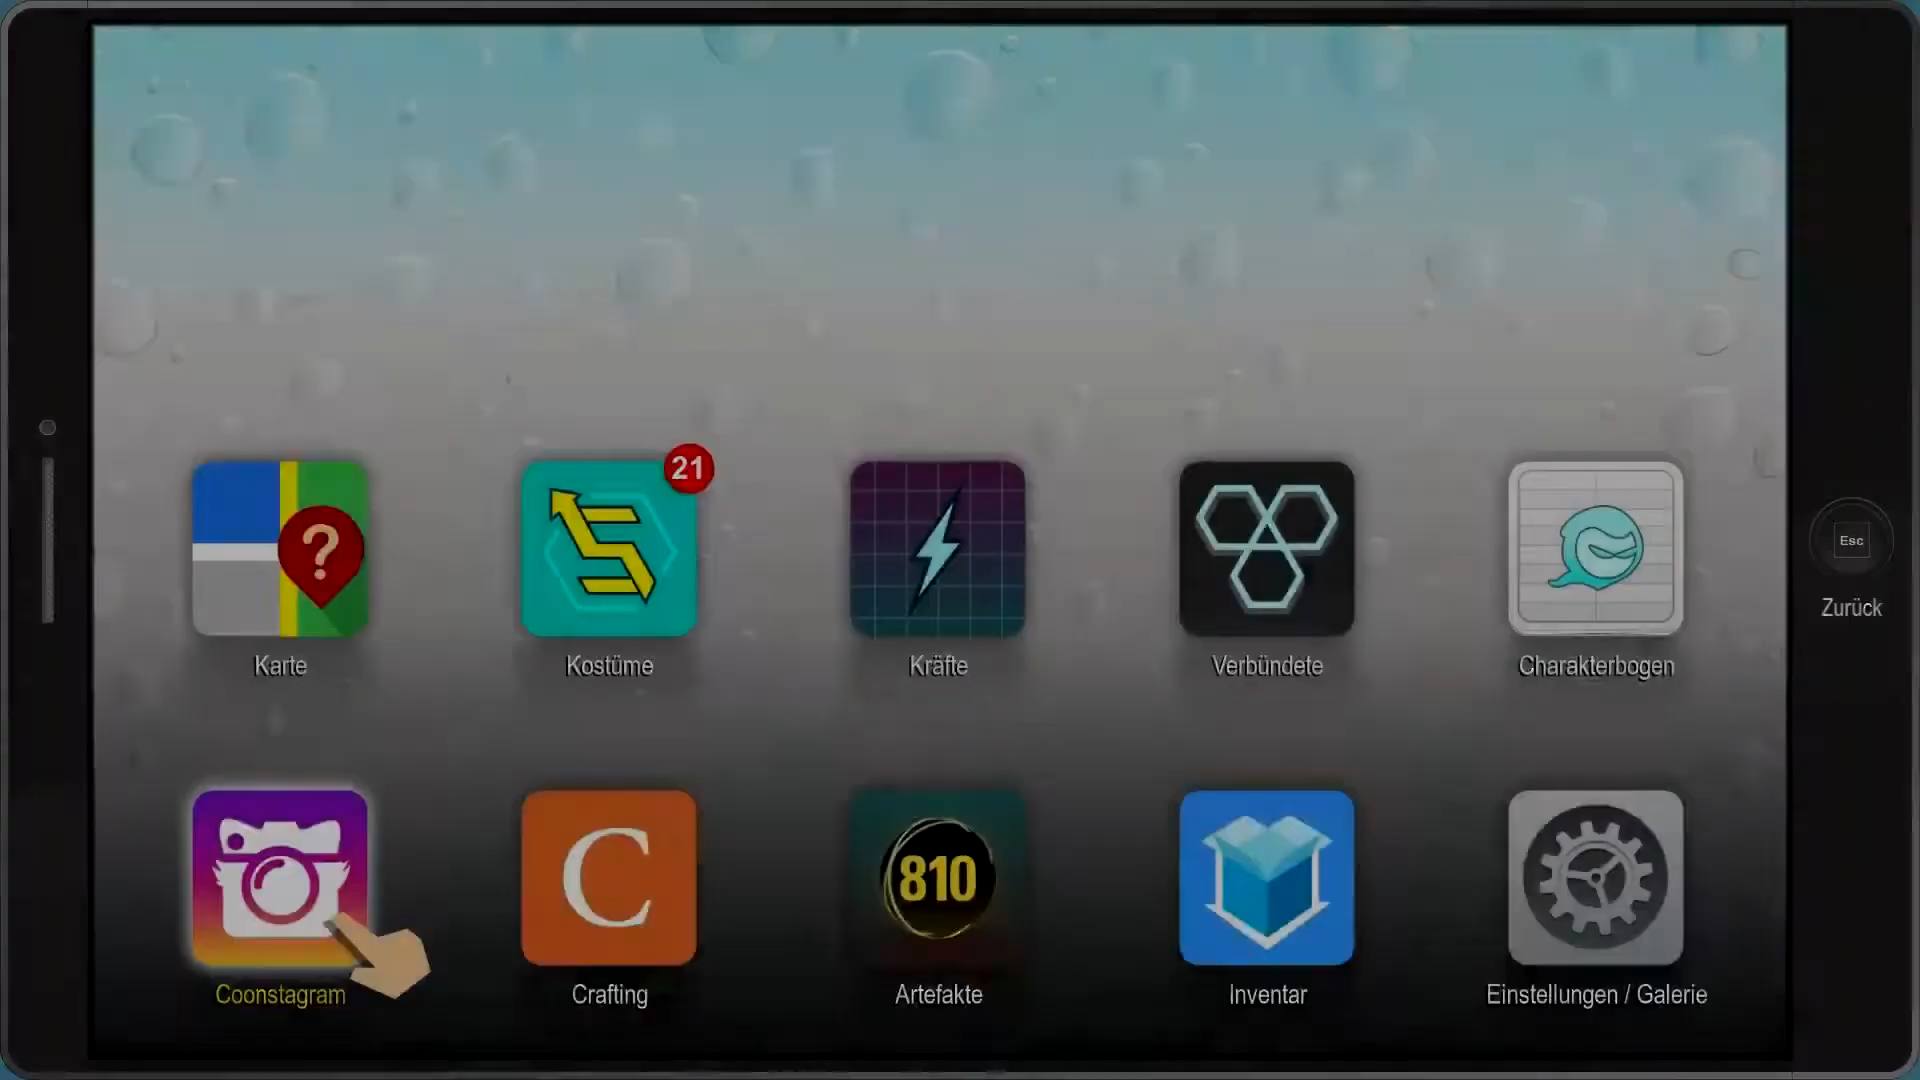 21
?
Esc
Zurück
Karte
Kostüme
Kräfte
Verbündete
Charakterbogen
C
810
Coonstagram
Crafting
Artefakte
Inventar
Einstellungen / Galerie